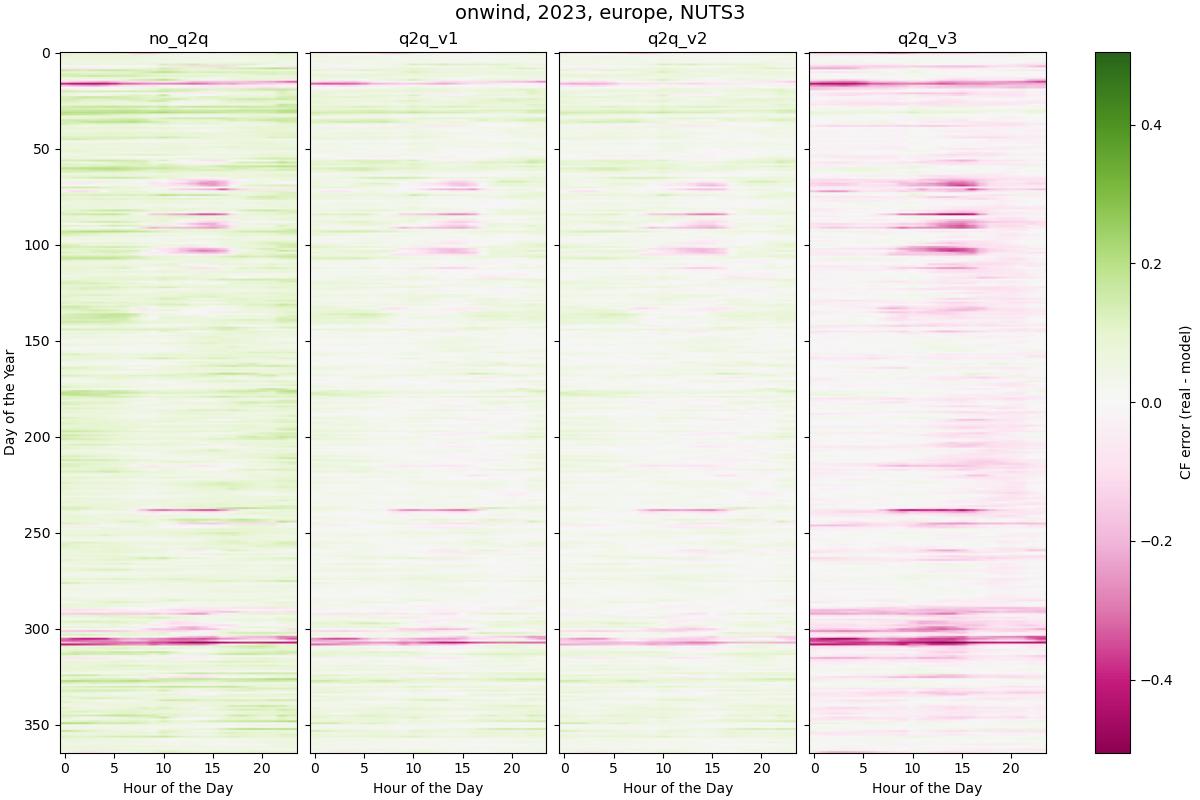 onwind, 2023, europe, NUTS3
no_q2q
q2q_v1
q2q_v2
q2q_v3
0
50
100
150
200
250
300
350
Day of the Year
0 5 10 15 20
0 5 10 15 20
0 5 10 15 20
0 5 10 15 20
Hour of the Day
Hour of the Day
Hour of the Day
Hour of the Day
0.4
0.2
0.0
−0.2
−0.4
CF error (real - model)